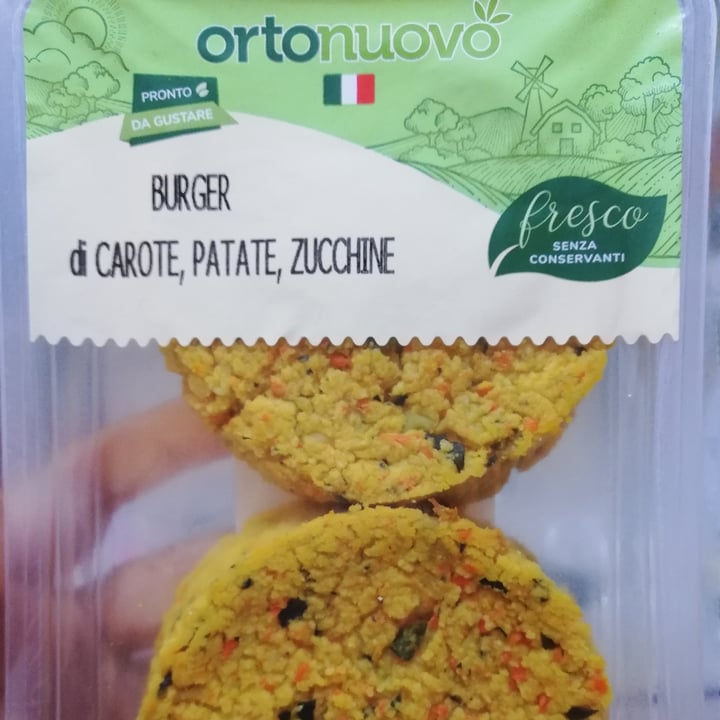 ortonuovo
PRONTO
DA GUSTARE
BURGER
di CAROTE, PATATE, ZUCCHINE
fresco
SENZA
CONSERVANTI